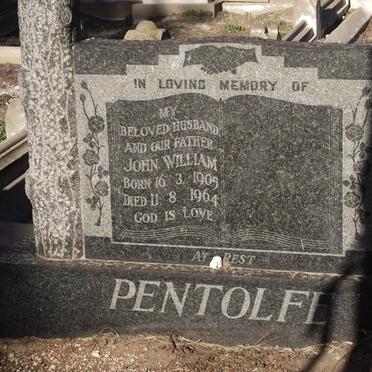 IN LOVING MEMORY OF
MY
BELOVED HUSBAND
AND OUR FATHER
JOHN WILLIAM
BORN 16 3 1905
DIED 11 8 1964
GOD IS LOVE
AT REST
PENTOLFE